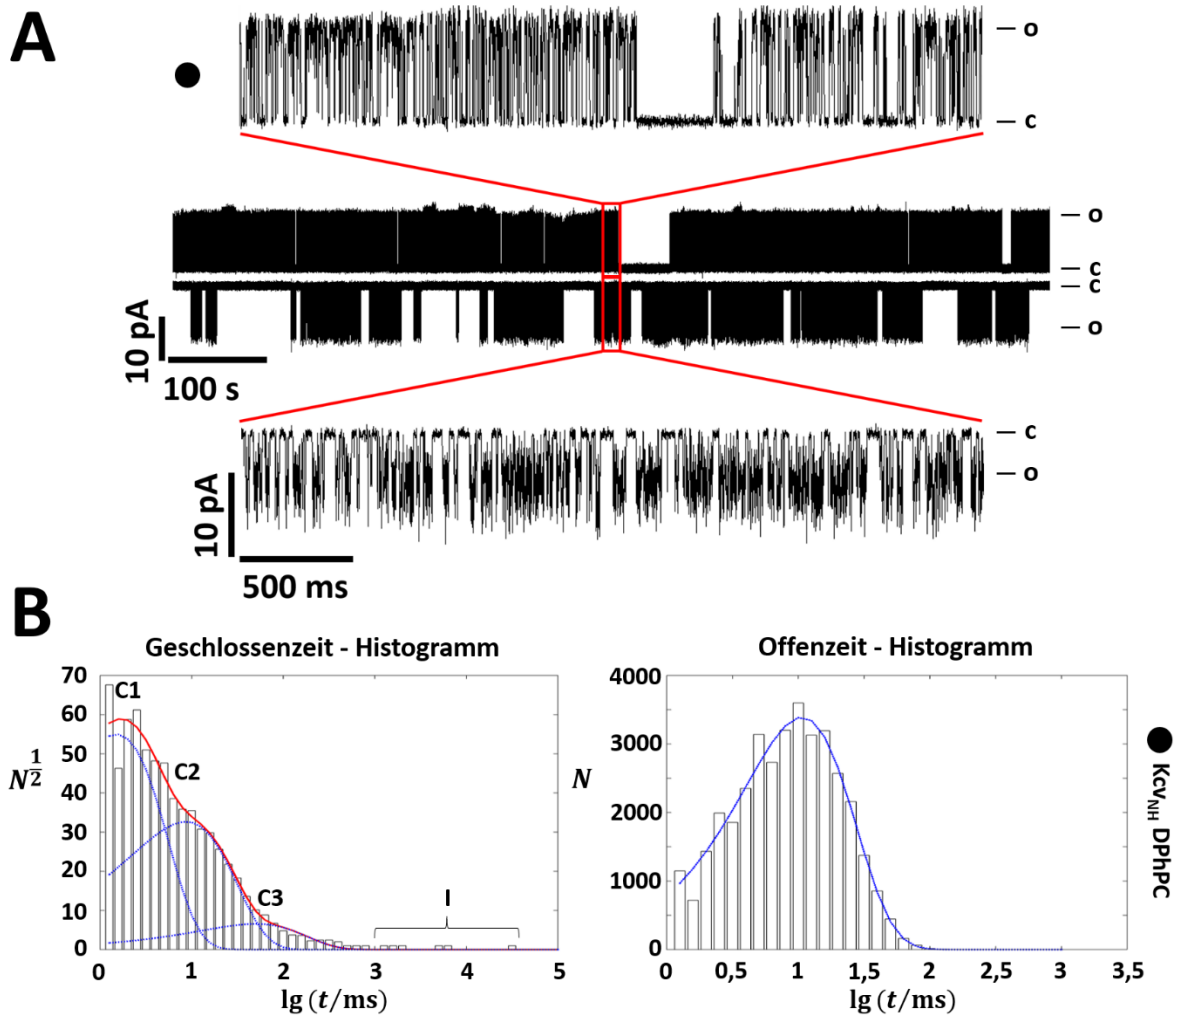 A
– o
– c
– o
– c
– c
– o
10 pA
100 s
– c
– o
10 pA
500 ms
B
Geschlossenzeit - Histogramm
70
60
50
40
30
20
10
0
N^1/2
C1
C2
C3
I
0 1 2 3 4 5
lg (t/ms)
Offenzeit - Histogramm
4000
3000
2000
1000
0
N
0 0,5 1 1,5 2 2,5 3 3,5
lg (t/ms)
● Kcv_NH DPhPC